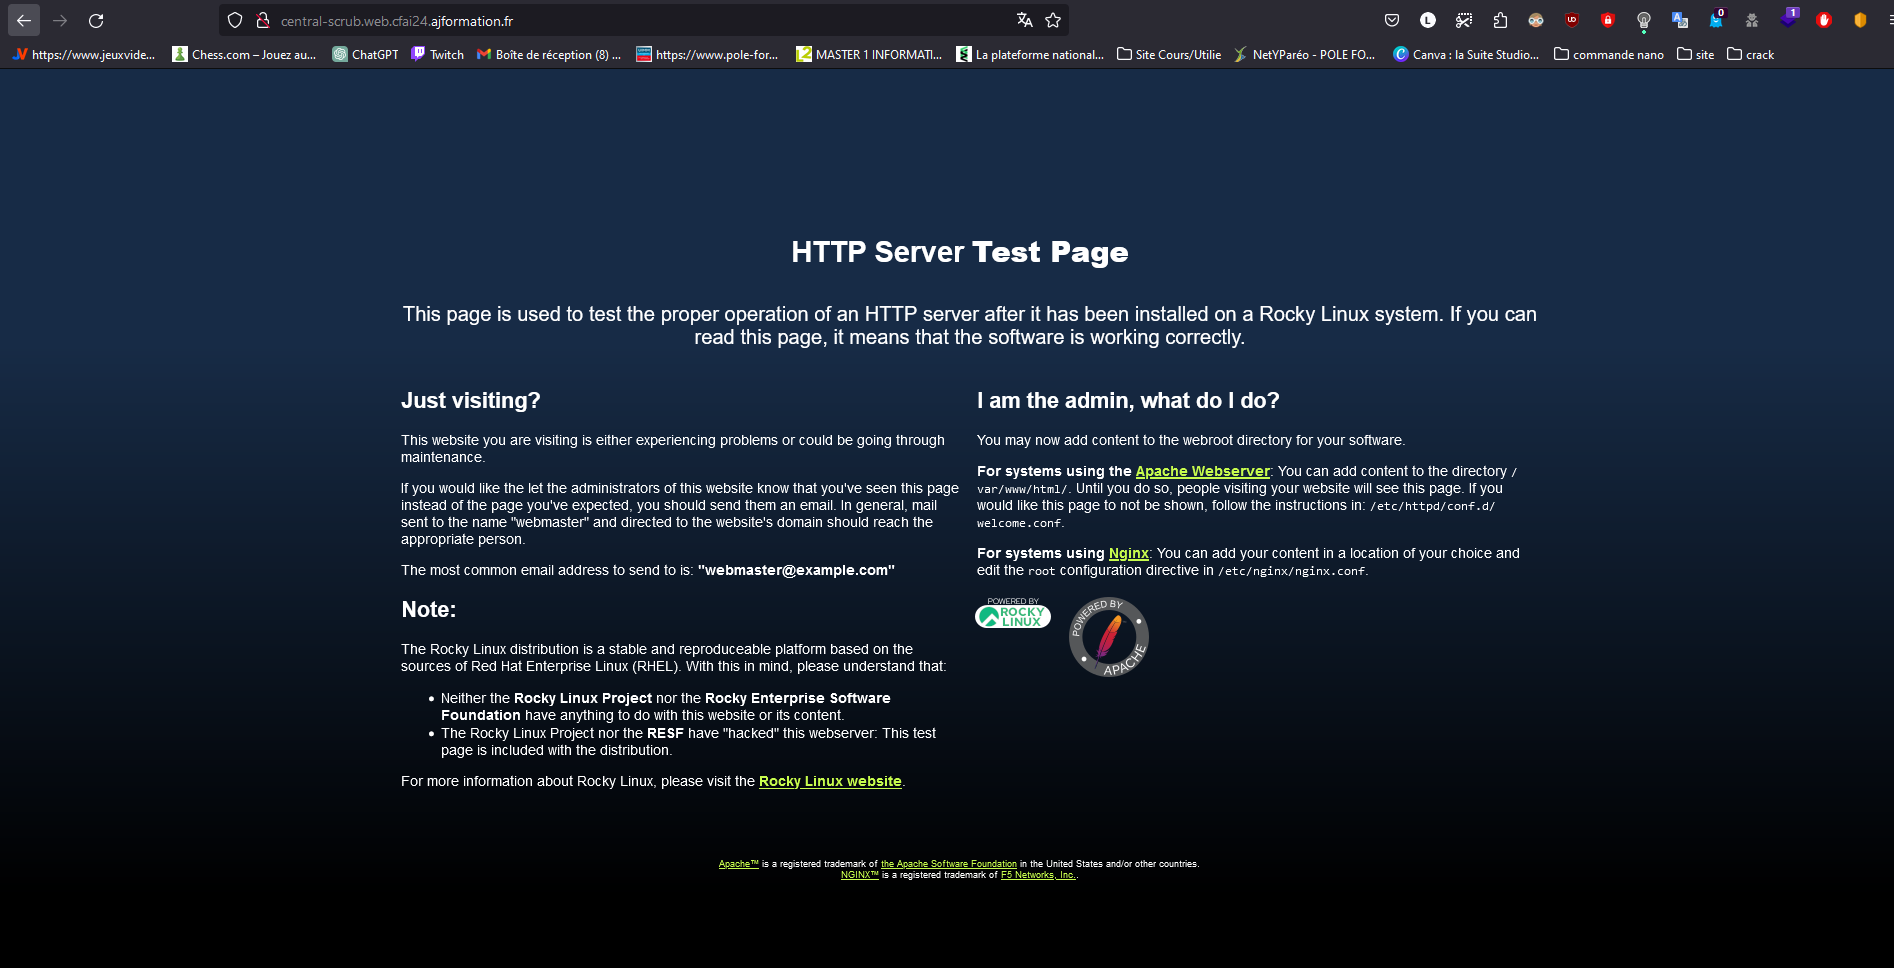 central-scrub.web.cfai24.ajformation.fr
L
UD
0
1
https://www.jeuxvide... Chess.com – Jouez au... ChatGPT Twitch Boîte de réception (8) ... https://www.pole-for... MASTER 1 INFORMATI... La plateforme national... Site Cours/Utilie NetYParéo - POLE FO... Canva : la Suite Studio... commande nano site crack
HTTP Server Test Page
This page is used to test the proper operation of an HTTP server after it has been installed on a Rocky Linux system. If you can
read this page, it means that the software is working correctly.
Just visiting?
This website you are visiting is either experiencing problems or could be going through
maintenance.
If you would like the let the administrators of this website know that you've seen this page
instead of the page you've expected, you should send them an email. In general, mail
sent to the name "webmaster" and directed to the website's domain should reach the
appropriate person.
The most common email address to send to is: "webmaster@example.com"
Note:
The Rocky Linux distribution is a stable and reproduceable platform based on the
sources of Red Hat Enterprise Linux (RHEL). With this in mind, please understand that:
Neither the Rocky Linux Project nor the Rocky Enterprise Software
Foundation have anything to do with this website or its content.
The Rocky Linux Project nor the RESF have "hacked" this webserver: This test
page is included with the distribution.
For more information about Rocky Linux, please visit the Rocky Linux website.
I am the admin, what do I do?
You may now add content to the webroot directory for your software.
For systems using the Apache Webserver: You can add content to the directory /
var/www/html/. Until you do so, people visiting your website will see this page. If you
would like this page to not be shown, follow the instructions in: /etc/httpd/conf.d/
welcome.conf.
For systems using Nginx: You can add your content in a location of your choice and
edit the root configuration directive in /etc/nginx/nginx.conf.
POWERED BY
ROCKY
LINUX
POWERED BY
APACHE
Apache™ is a registered trademark of the Apache Software Foundation in the United States and/or other countries.
NGINX™ is a registered trademark of F5 Networks, Inc..